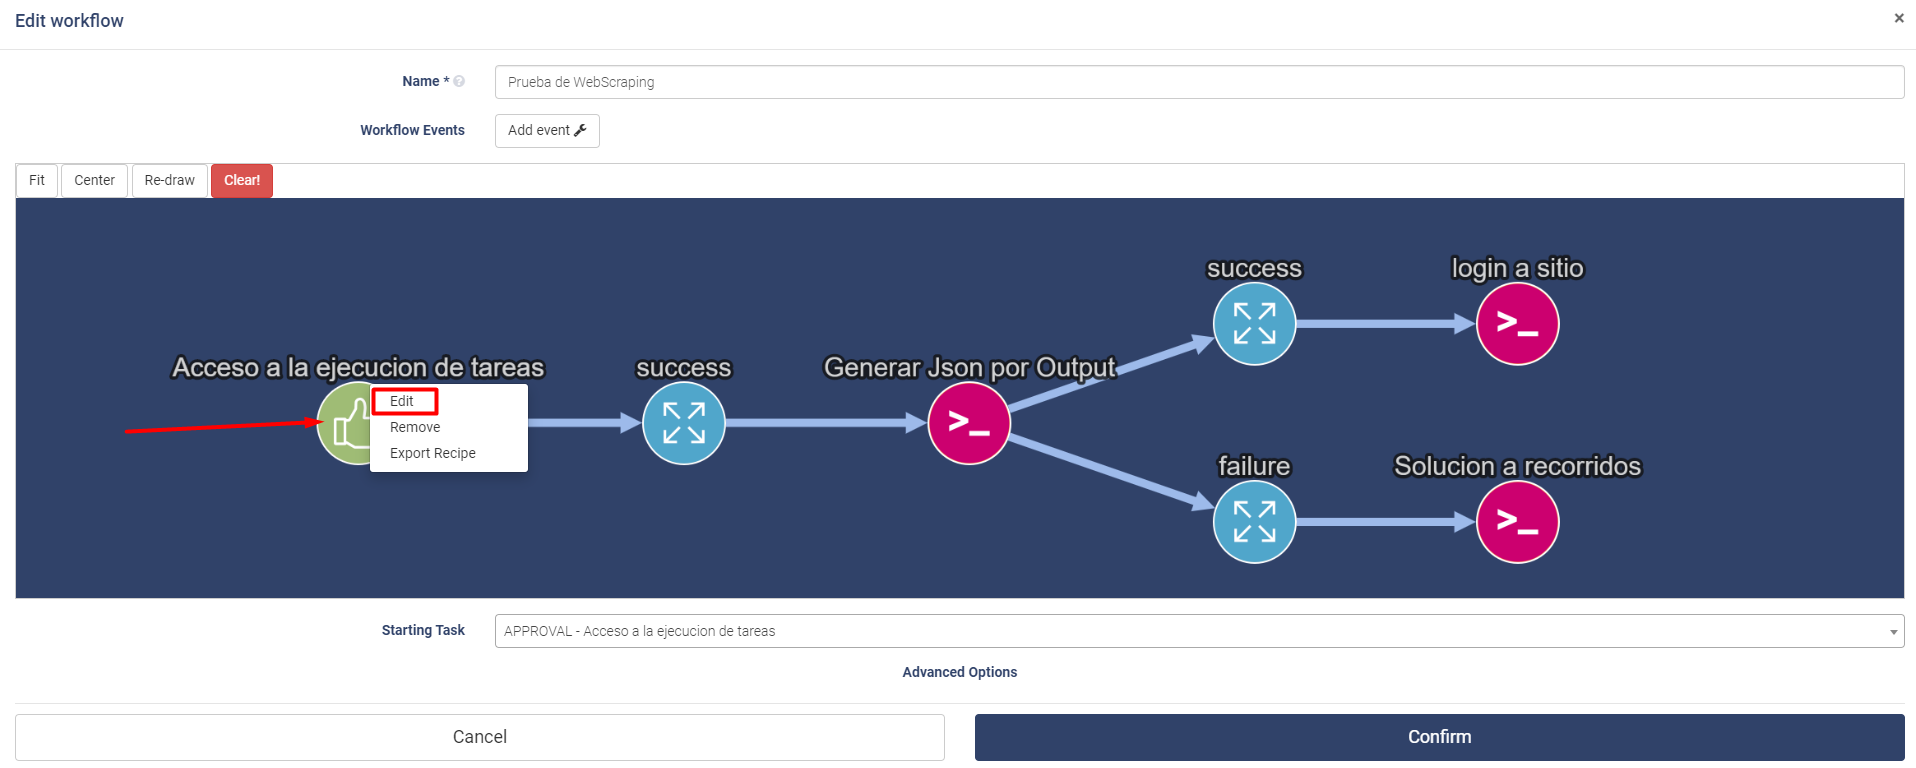 Edit workflow
×
Name *
Prueba de WebScraping
Workflow Events
Add event
Fit
Center
Re-draw
Clear!
success
login a sitio
Acceso a la ejecucion de tareas
success
Generar Json por Output
Edit
Remove
Export Recipe
failure
Solucion a recorridos
Starting Task
APPROVAL - Acceso a la ejecucion de tareas
Advanced Options
Cancel
Confirm